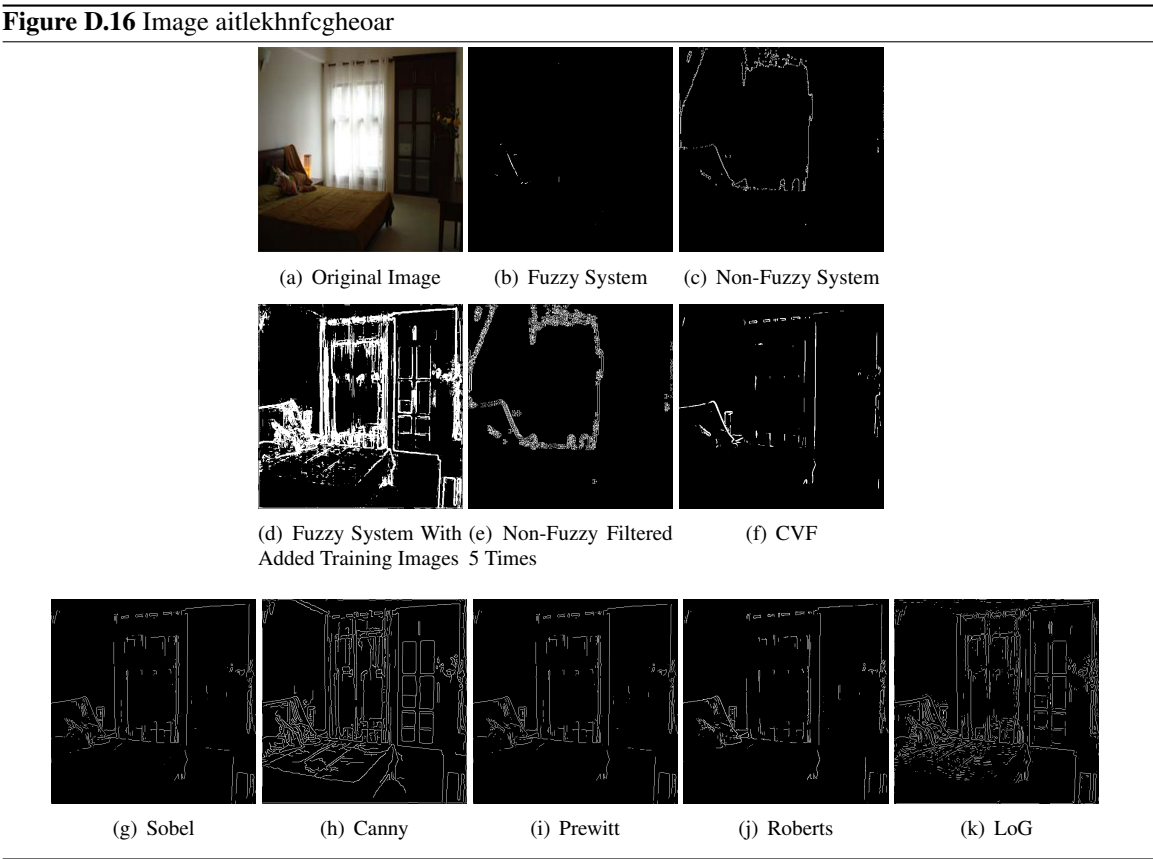 Figure D.16 Image aitlekhnfcgheoar
(a) Original Image
(b) Fuzzy System
(c) Non-Fuzzy System
(d) Fuzzy System With
Added Training Images
(e) Non-Fuzzy Filtered
5 Times
(f) CVF
(g) Sobel
(h) Canny
(i) Prewitt
(j) Roberts
(k) LoG